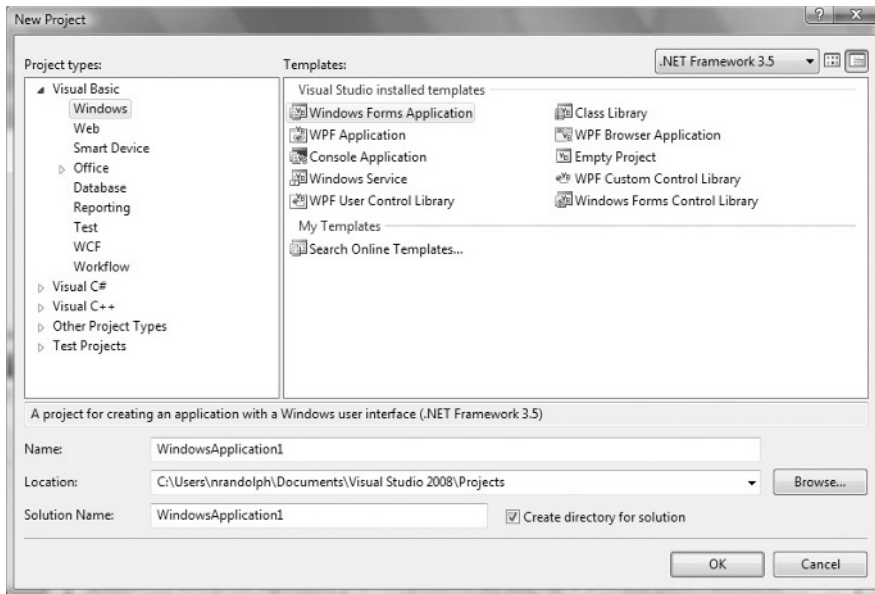 New Project
Project types:
Templates:
.NET Framework 3.5
Visual Basic
Windows
Web
Smart Device
Office
Database
Reporting
Test
WCF
Workflow
Visual C#
Visual C++
Other Project Types
Test Projects
Visual Studio installed templates
Windows Forms Application
Class Library
WPF Application
WPF Browser Application
Console Application
Empty Project
Windows Service
WPF Custom Control Library
WPF User Control Library
Windows Forms Control Library
My Templates
Search Online Templates...
A project for creating an application with a Windows user interface (.NET Framework 3.5)
Name:
WindowsApplication1
Location:
C:\Users\nrandolph\Documents\Visual Studio 2008\Projects
Browse...
Solution Name:
WindowsApplication1
Create directory for solution
OK
Cancel